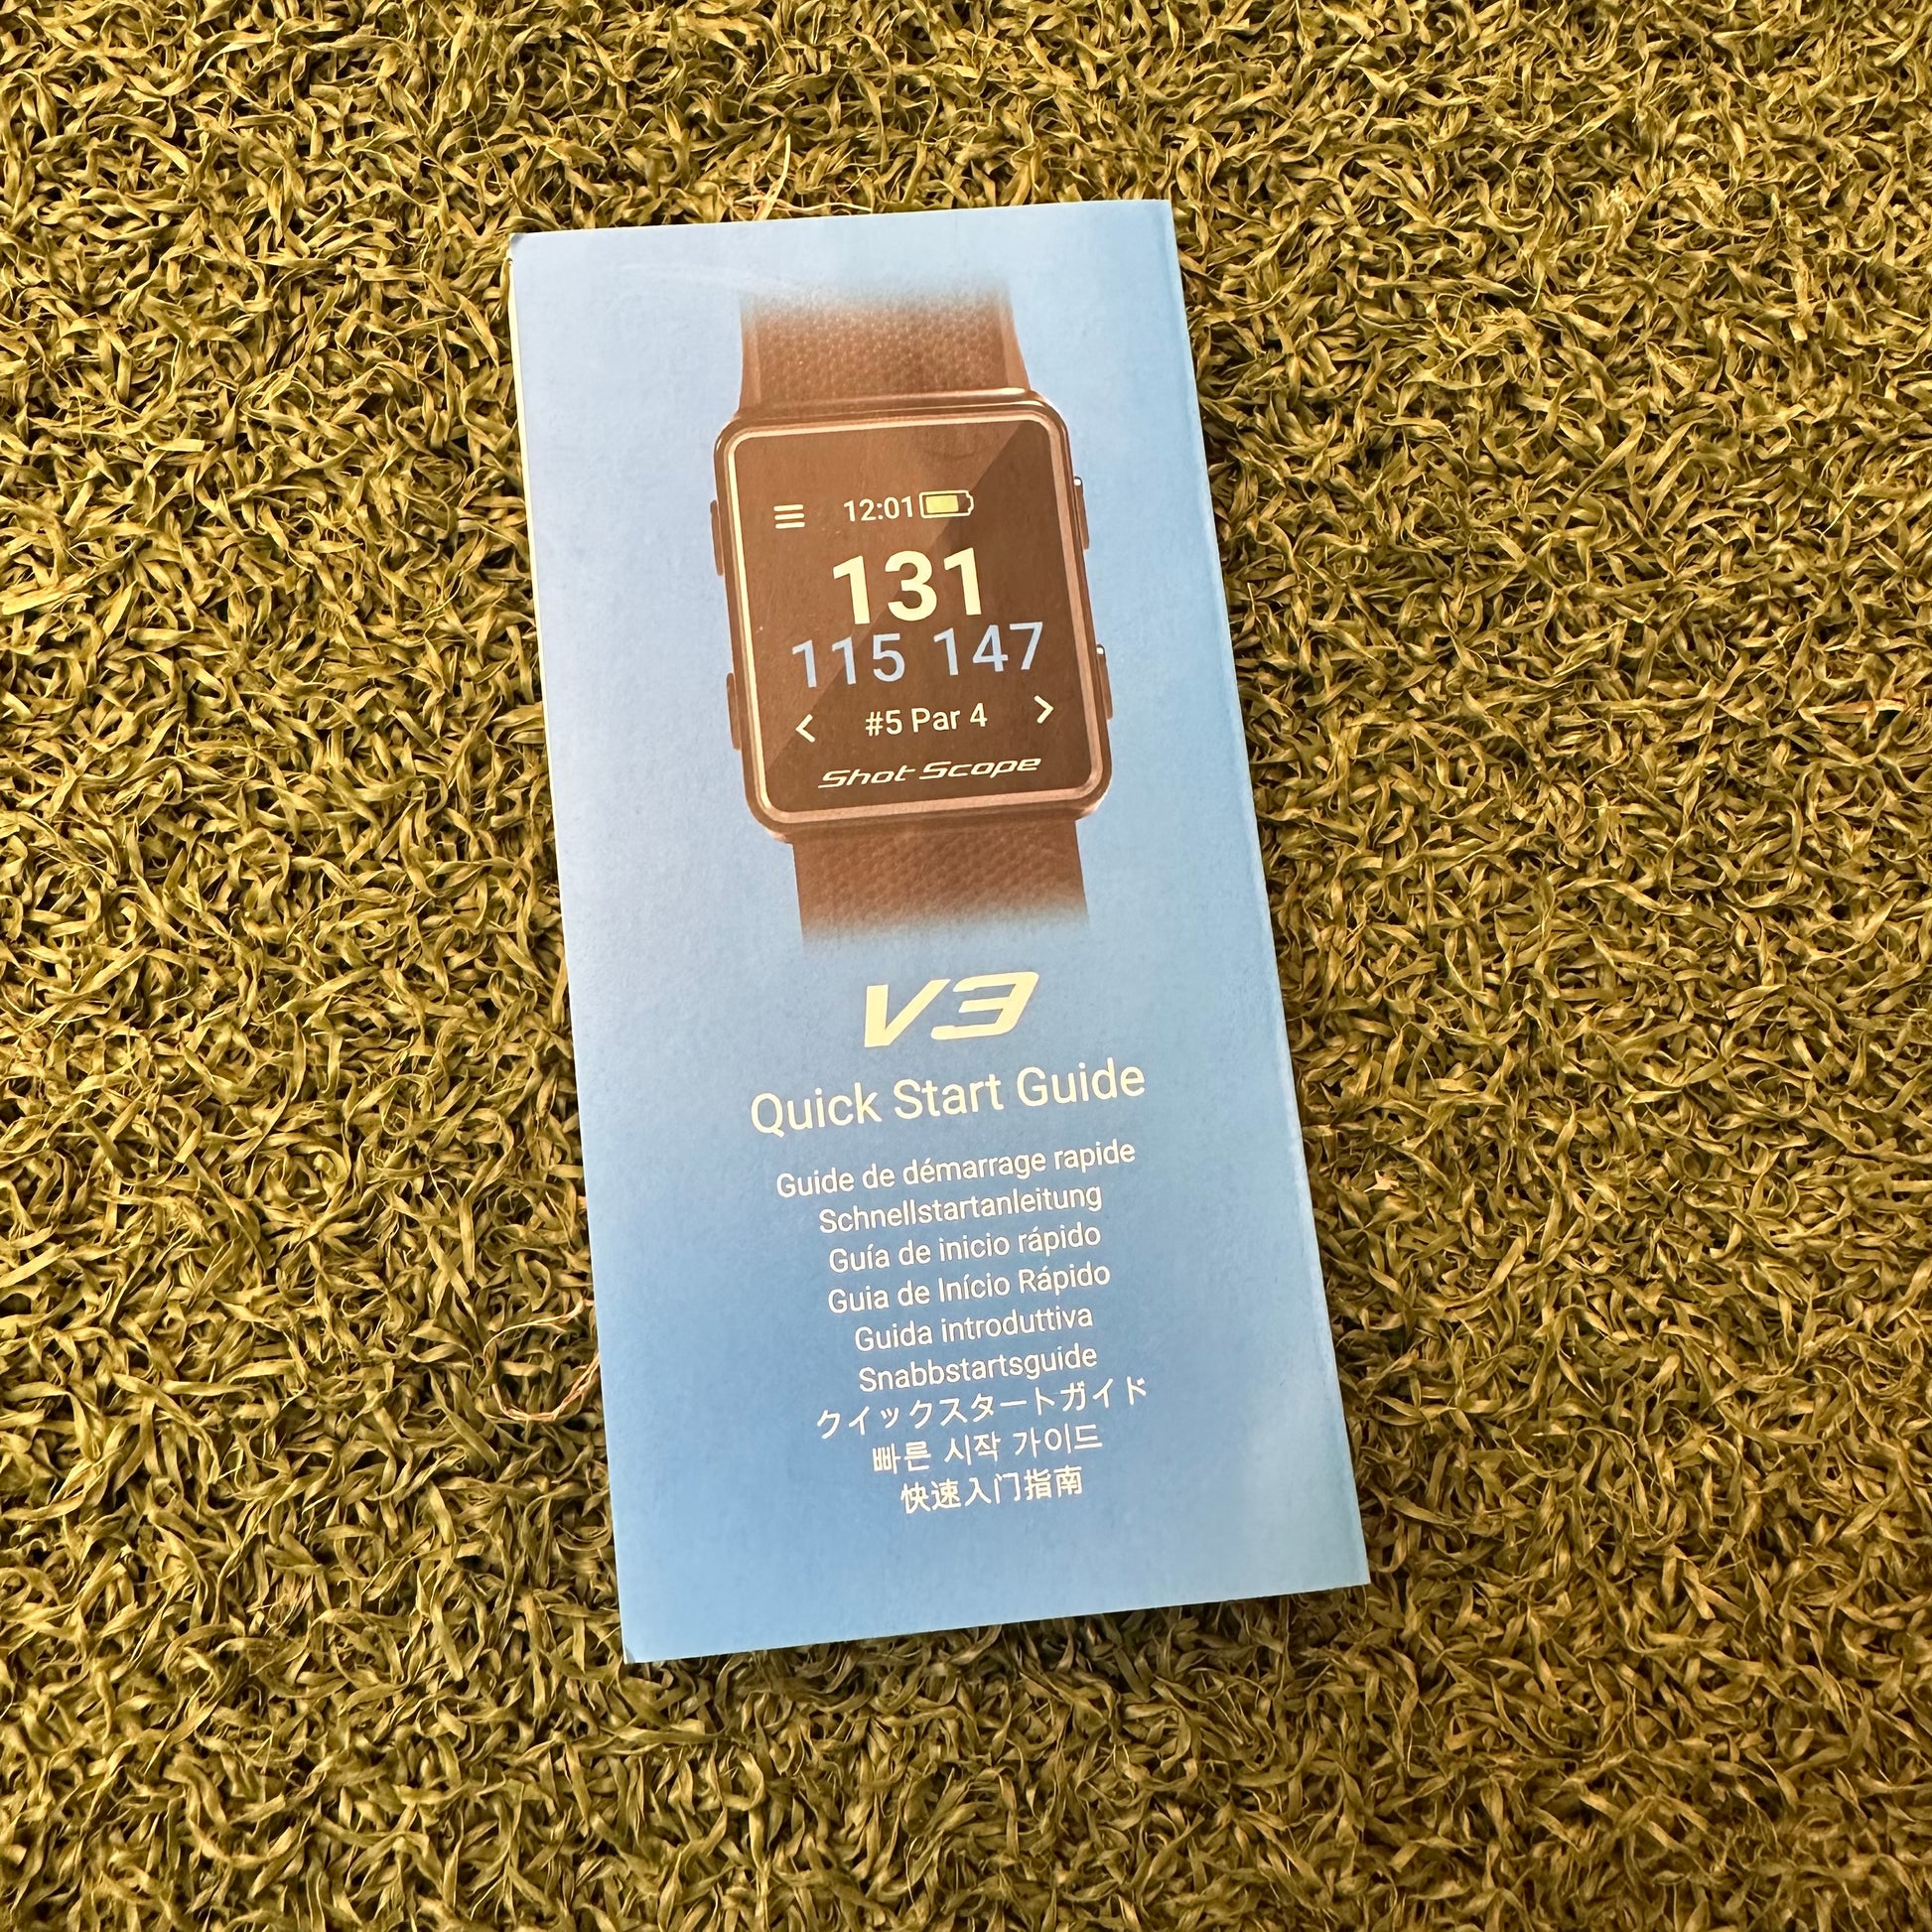 12:01
131
115 147
#5 Par 4
Shot Scope
V3
Quick Start Guide
Guide de démarrage rapide
Schnellstartanleitung
Guía de inicio rápido
Guia de Início Rápido
Guida introduttiva
Snabbstartsguide
クイックスタートガイド
빠른 시작 가이드
快速入门指南